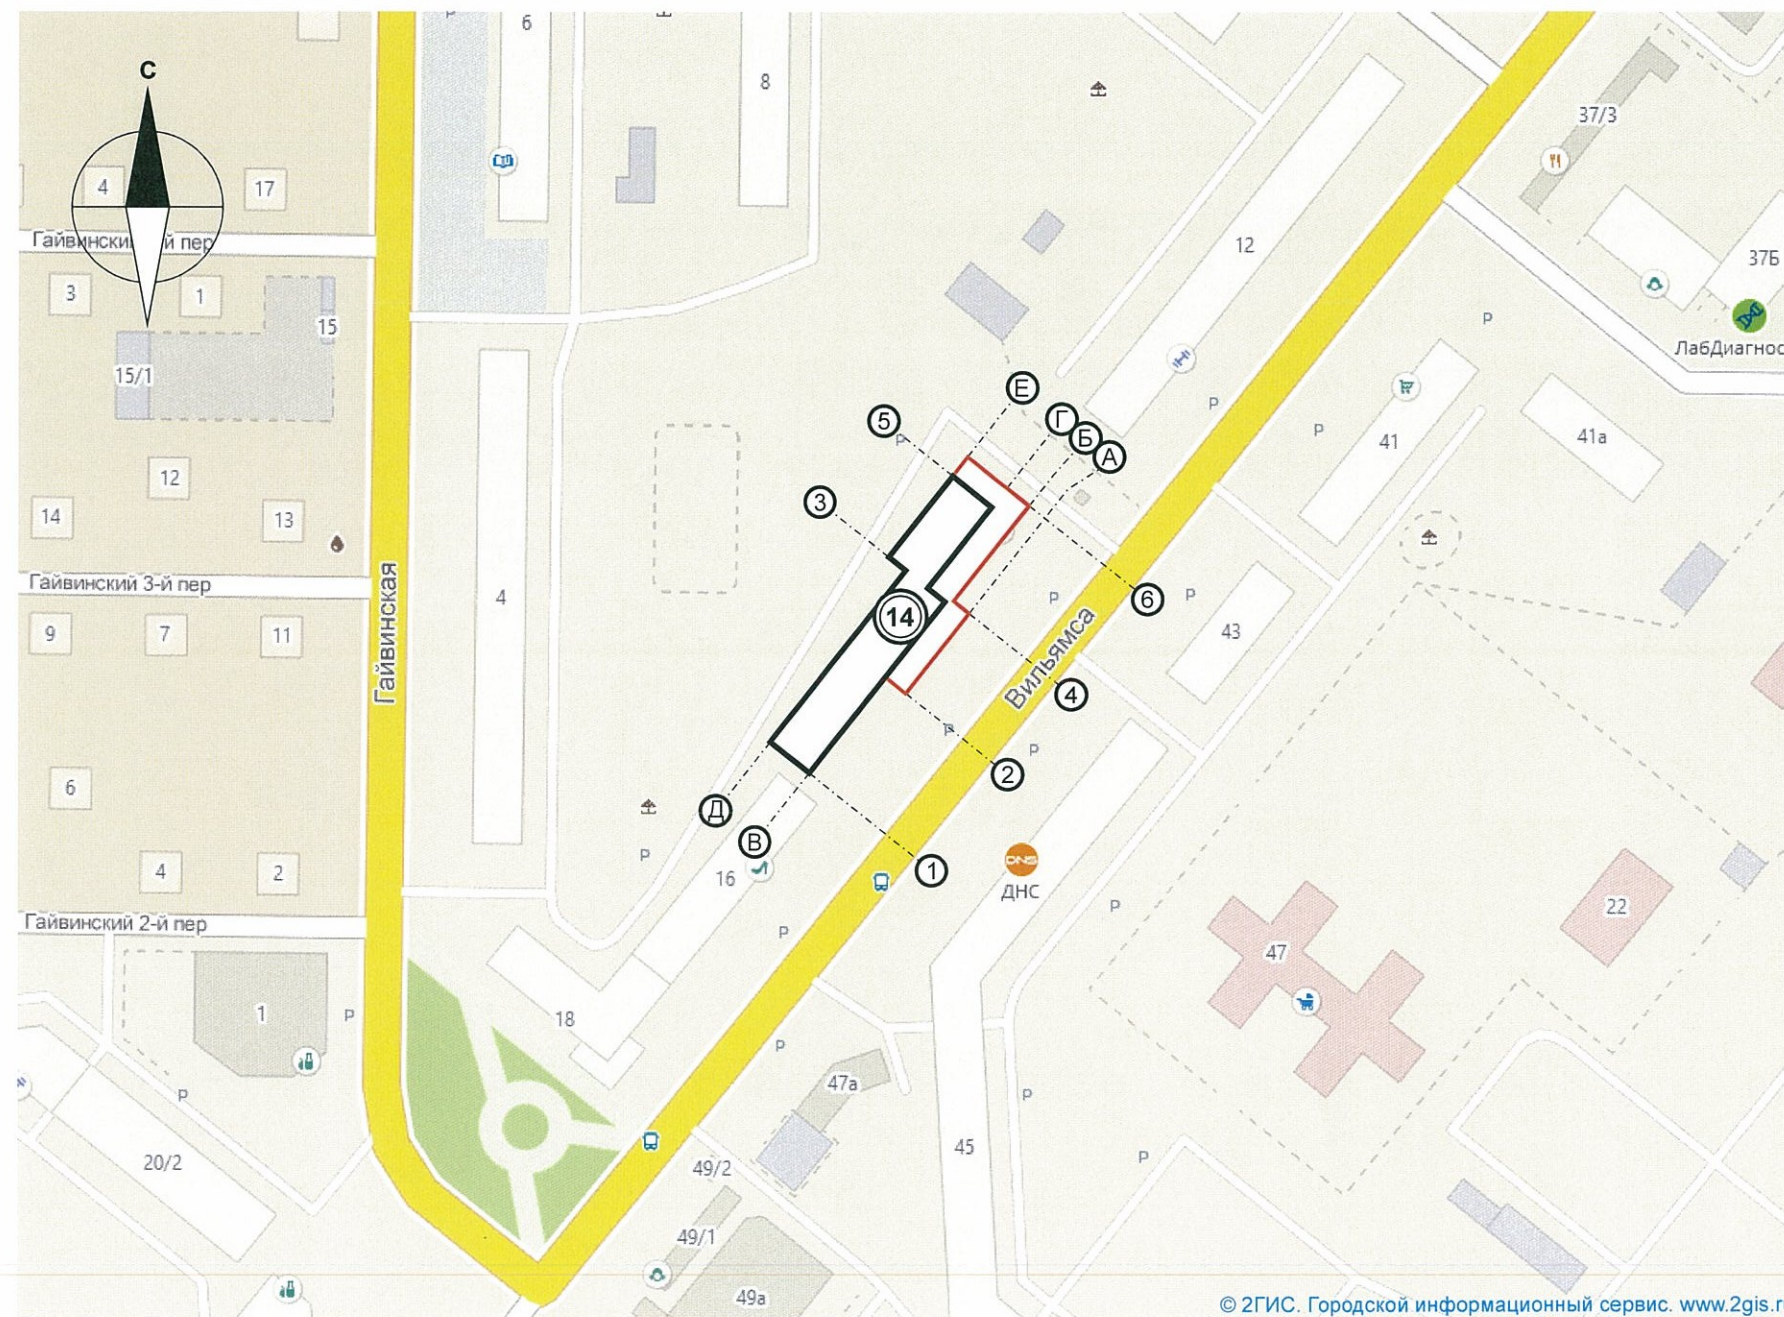 Р
6
8
С
37/3
4
17
12
37Б
Гайвински
й пер
3
1
15
Р
ЛабДиагнос
15/1
Е
Р
5
Р
Г
Б
А
Р
41
41а
12
3
14
13
Гайвинский 3-й пер
Гайвинская
4
Р
6
Р
14
9
7
11
43
Вильямса
4
Р
Р
2
6
Д
В
Р
16
1
DNS
ДНС
4
2
Р
22
Гайвинский 2-й пер
Р
47
1
Р
18
Р
47а
Р
Р
45
Р
20/2
49/2
49/1
49а
© 2ГИС. Городской информационный сервис. www.2gis.r